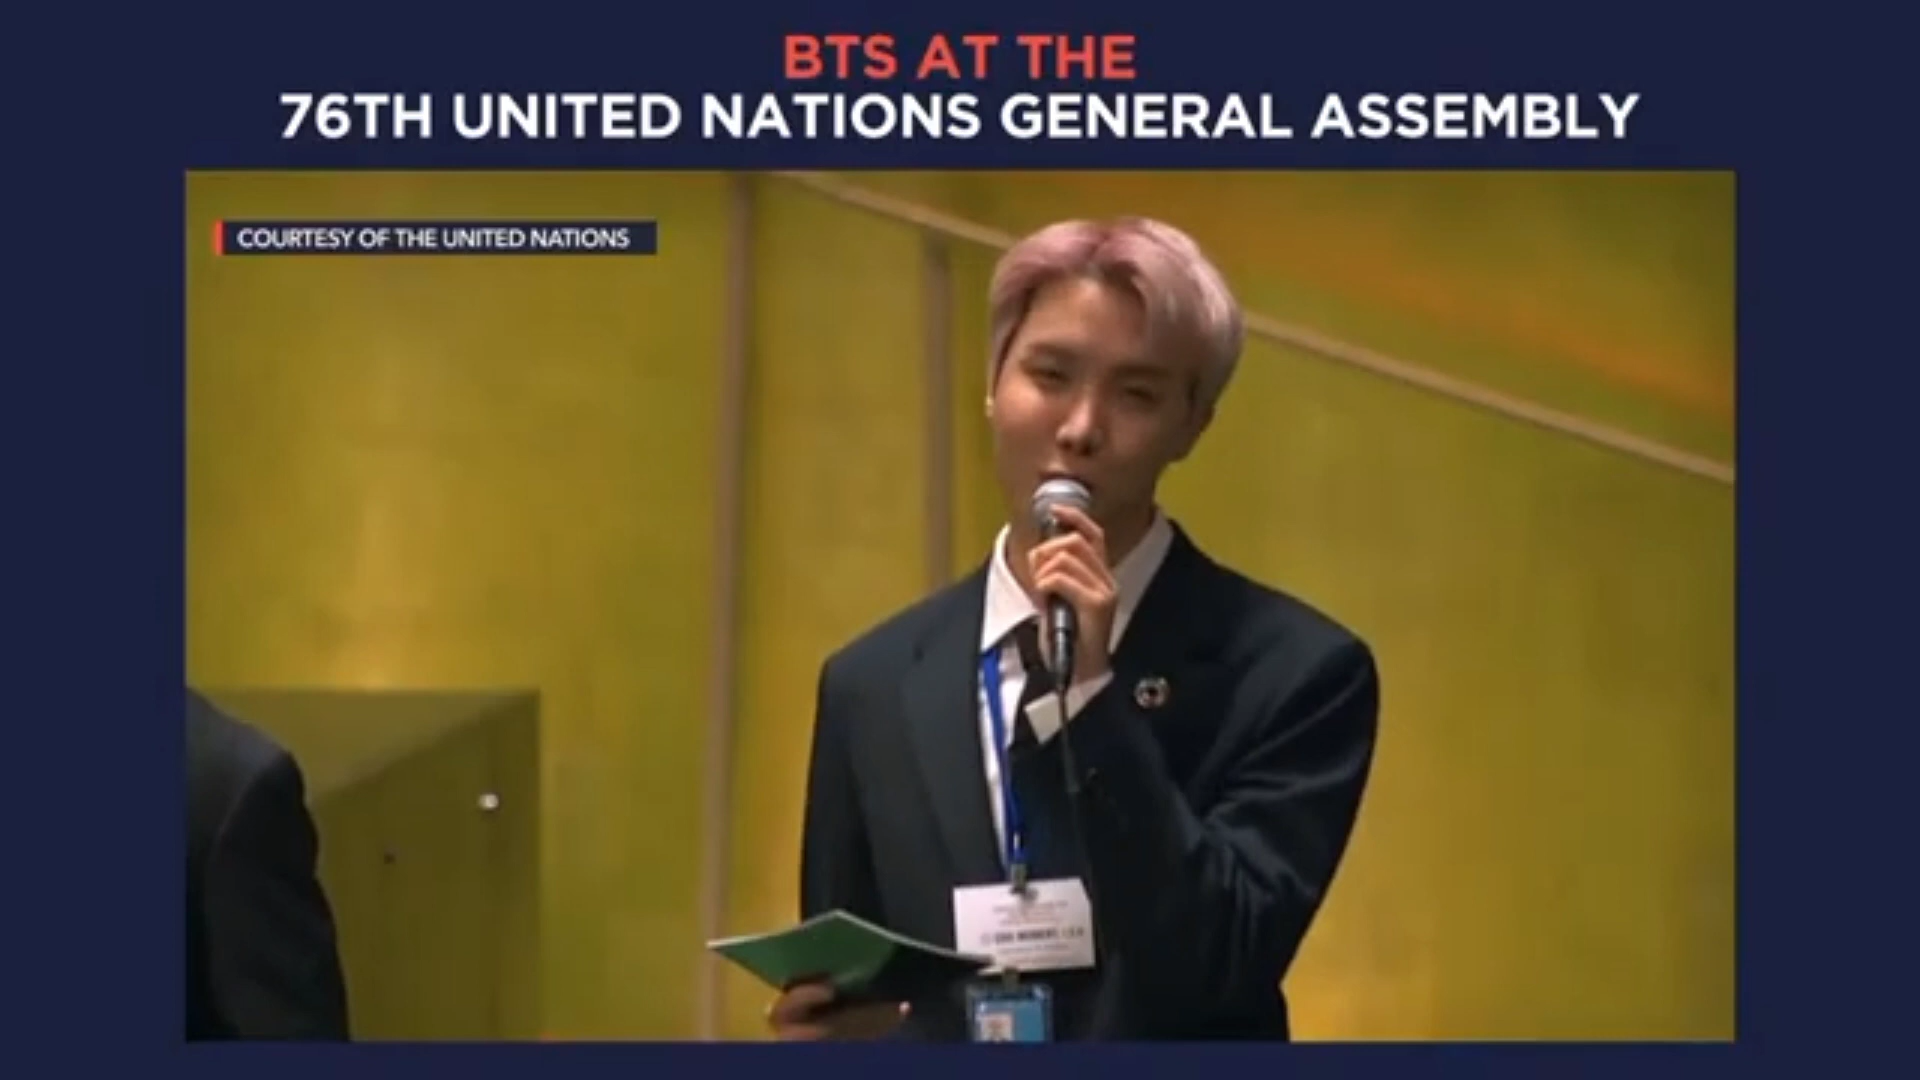 BTS AT THE
76TH UNITED NATIONS GENERAL ASSEMBLY
COURTESY OF THE UNITED NATIONS